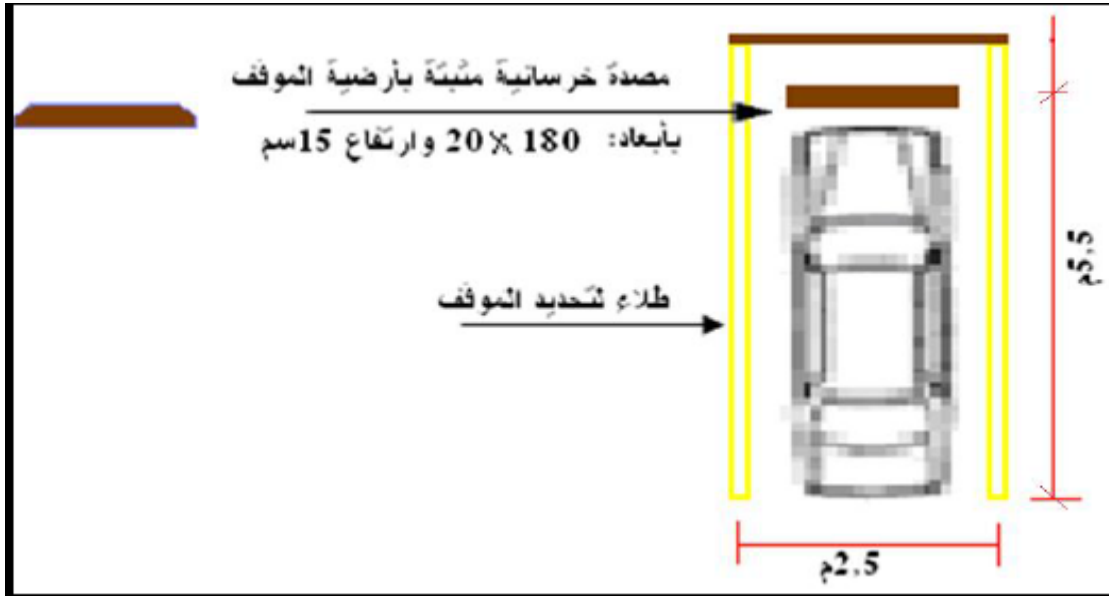 مصدة خرسانية مثبتة بأرضية الموقف
بأبعاد: 180 X 20 وارتفاع 15سم
طلاء لتحديد الموقف
5,5م
2,5م